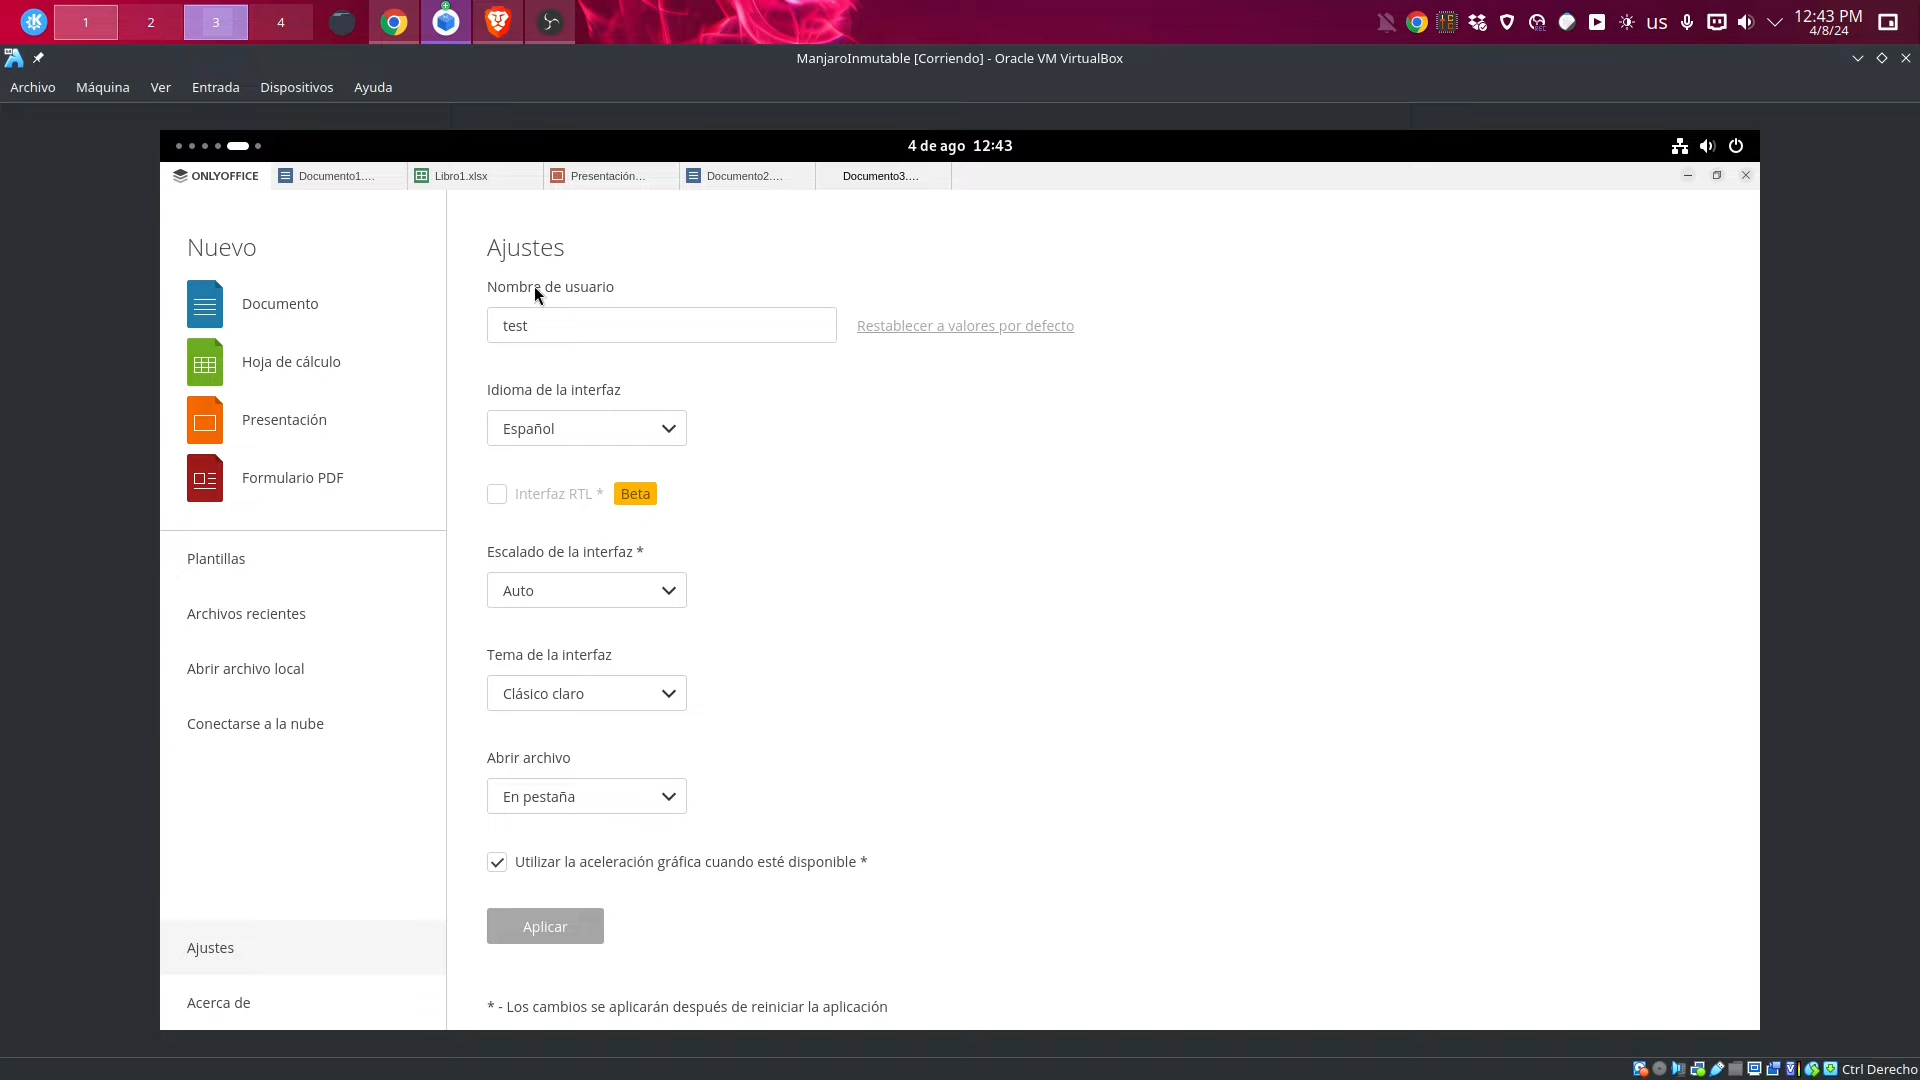 1 2 3 4 us 12:43 PM
4/8/24
ManjaroInmutable [Corriendo] - Oracle VM VirtualBox
Archivo Máquina Ver Entrada Dispositivos Ayuda
4 de ago 12:43
ONLYOFFICE Documento1.... Libro1.xlsx Presentación... Documento2.... Documento3....
Nuevo
Documento
Hoja de cálculo
Presentación
Formulario PDF
Plantillas
Archivos recientes
Abrir archivo local
Conectarse a la nube
Ajustes
Acerca de
Ajustes
Nombre de usuario
test Restablecer a valores por defecto
Idioma de la interfaz
Español
Interfaz RTL * Beta
Escalado de la interfaz *
Auto
Tema de la interfaz
Clásico claro
Abrir archivo
En pestaña
Utilizar la aceleración gráfica cuando esté disponible *
Aplicar
* - Los cambios se aplicarán después de reiniciar la aplicación
Ctrl Derecho